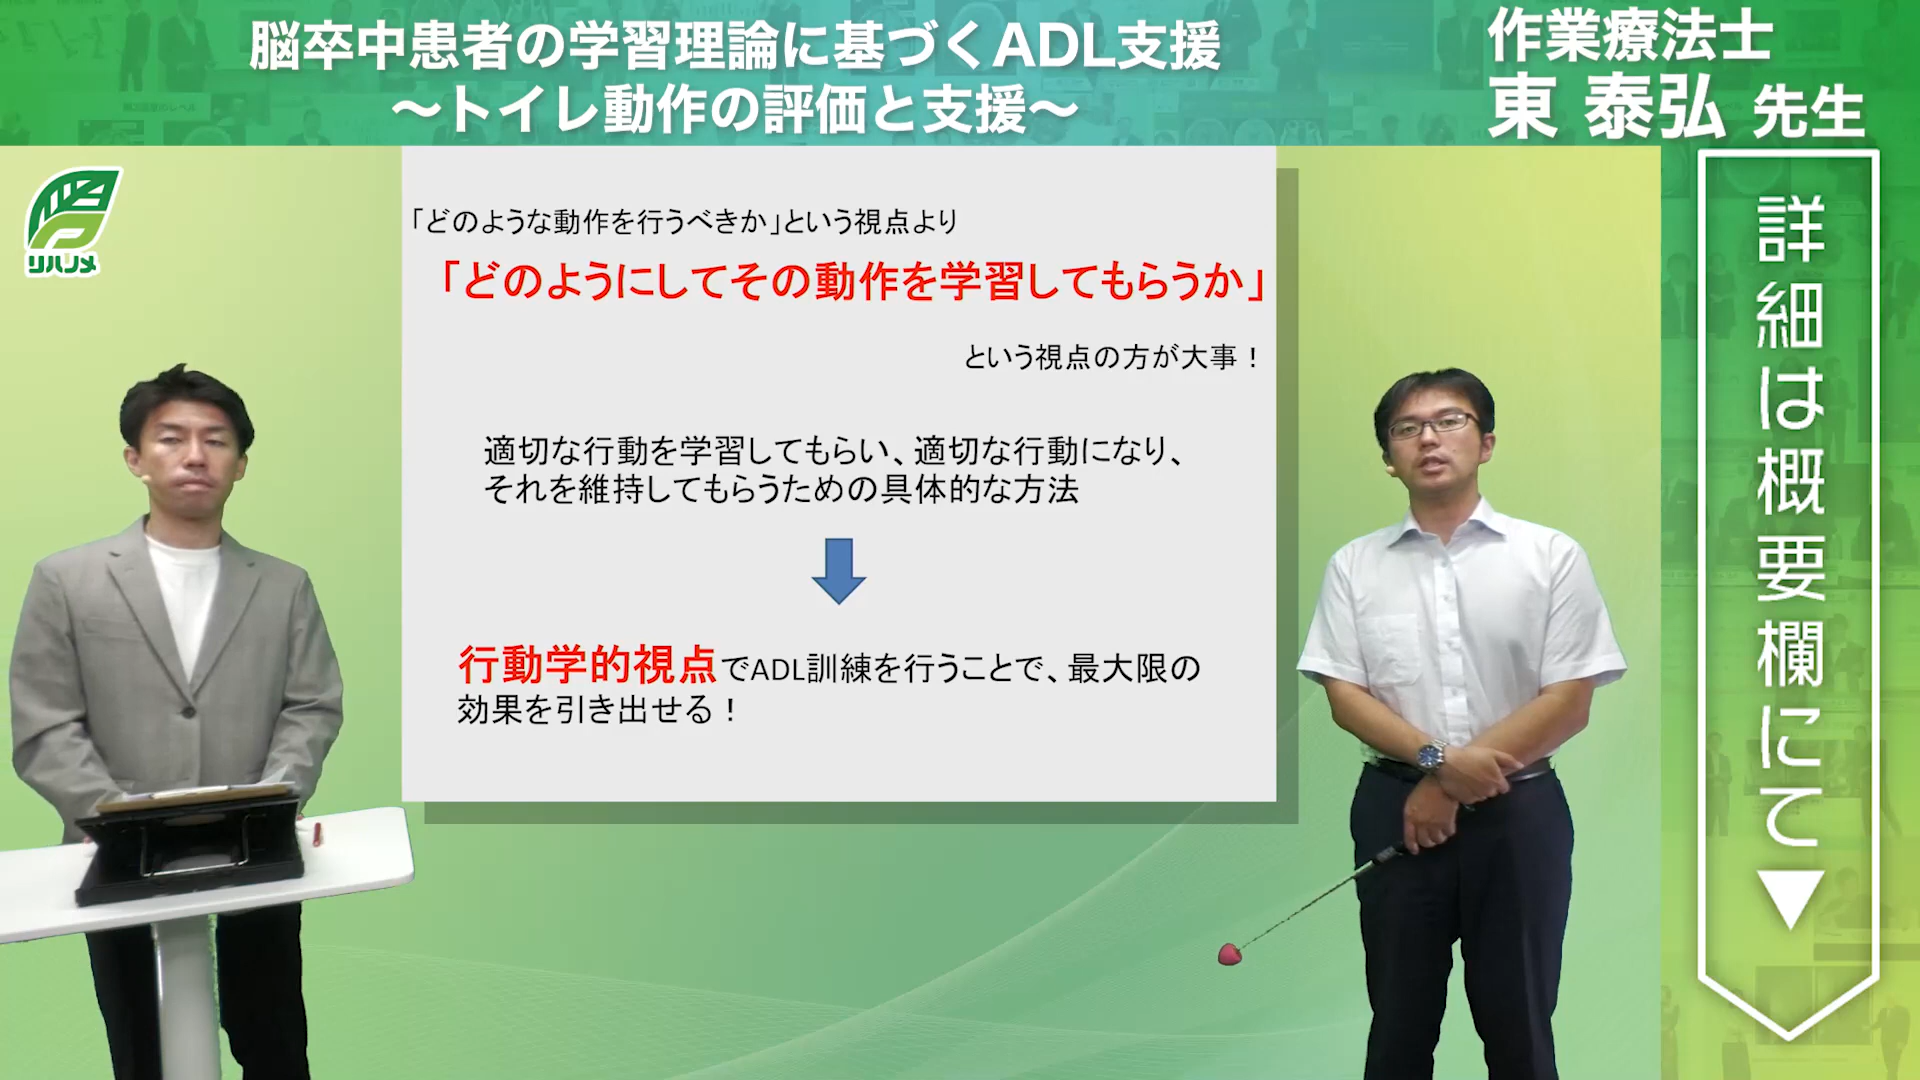 脳卒中患者の学習理論に基づくADL支援
～トイレ動作の評価と支援～
作業療法士
東 泰弘 先生
リハノメ
「どのような動作を行うべきか」という視点より
「どのようにしてその動作を学習してもらうか」
という視点の方が大事！
適切な行動を学習してもらい、適切な行動になり、
それを維持してもらうための具体的な方法
行動学的視点でADL訓練を行うことで、最大限の
効果を引き出せる！
詳細は概要欄にて▼